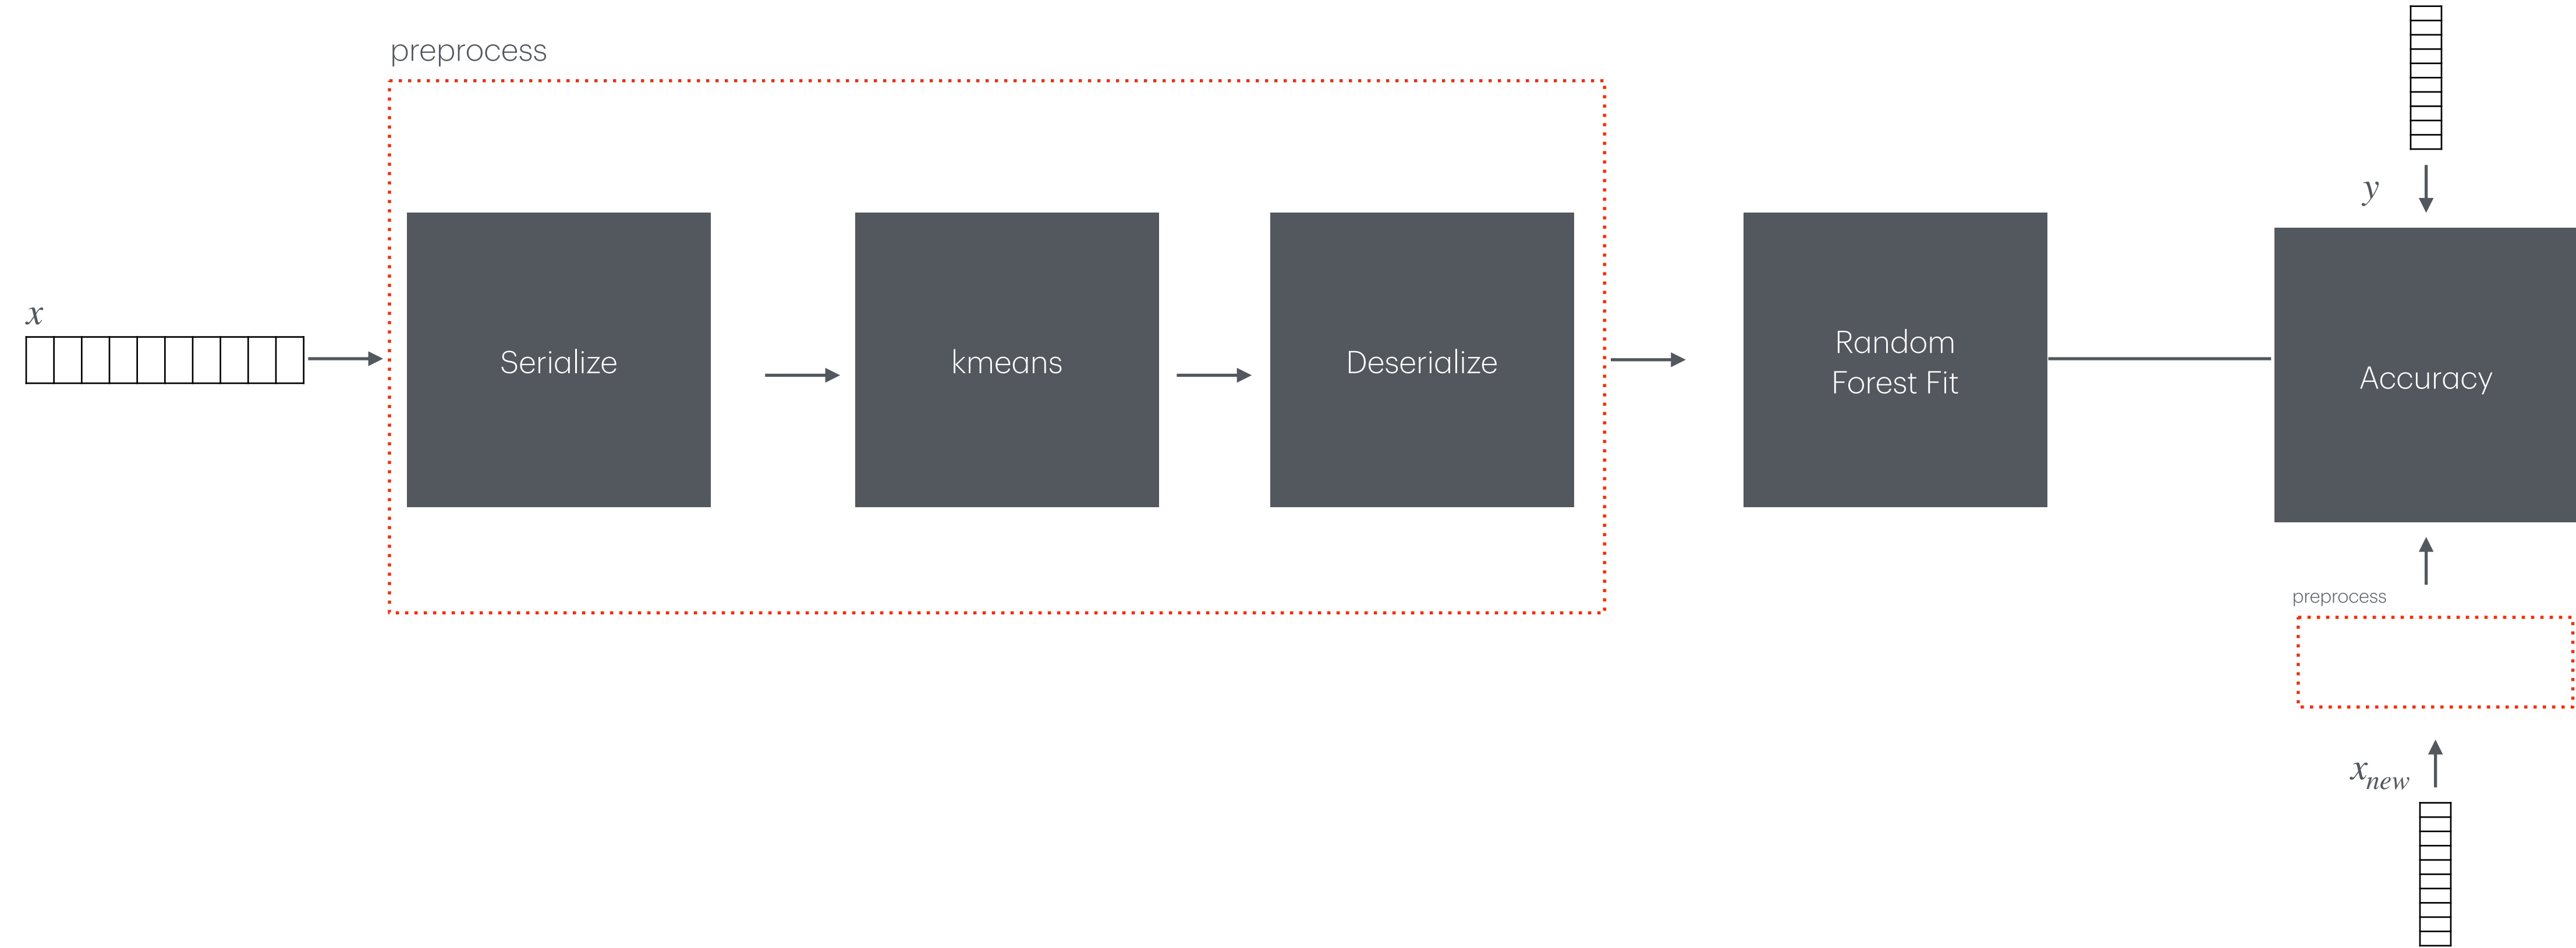 preprocess
x
Serialize
kmeans
Deserialize
Random
Forest Fit
y
Accuracy
preprocess
x_new